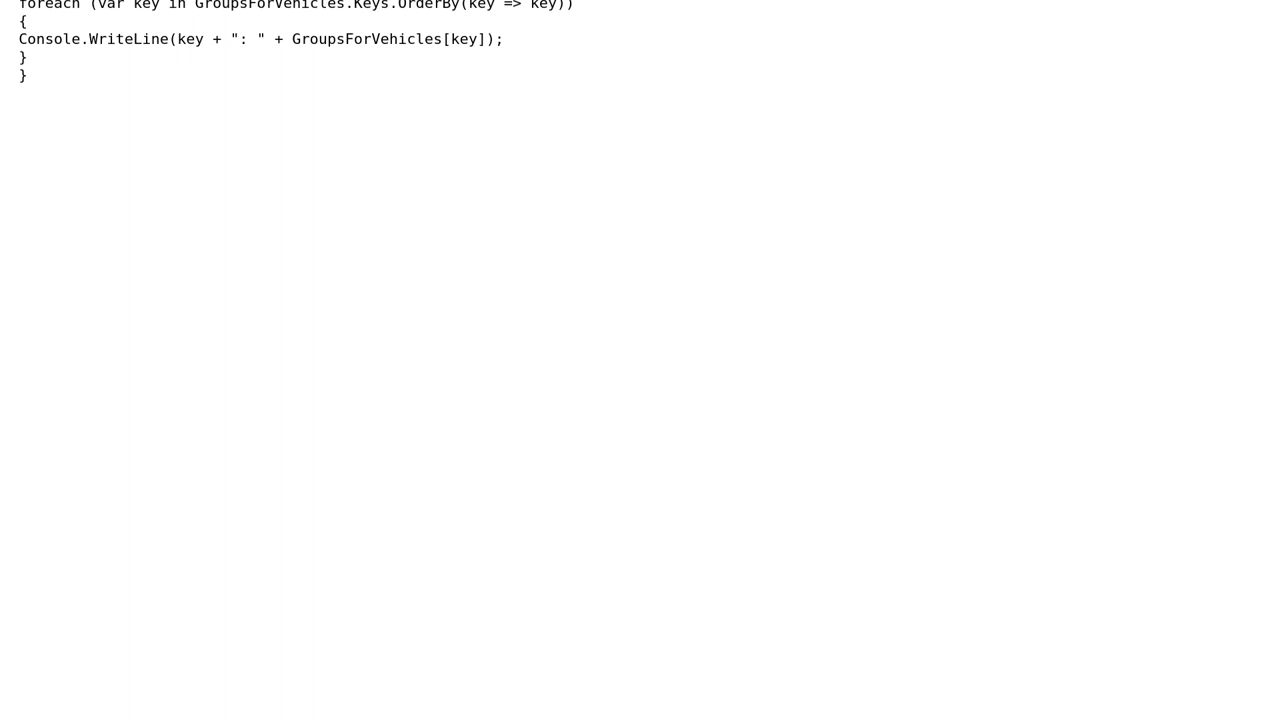 foreach (var key in GroupsForVehicles.Keys.OrderBy(key => key))
{
Console.WriteLine(key + ": " + GroupsForVehicles[key]);
}
}